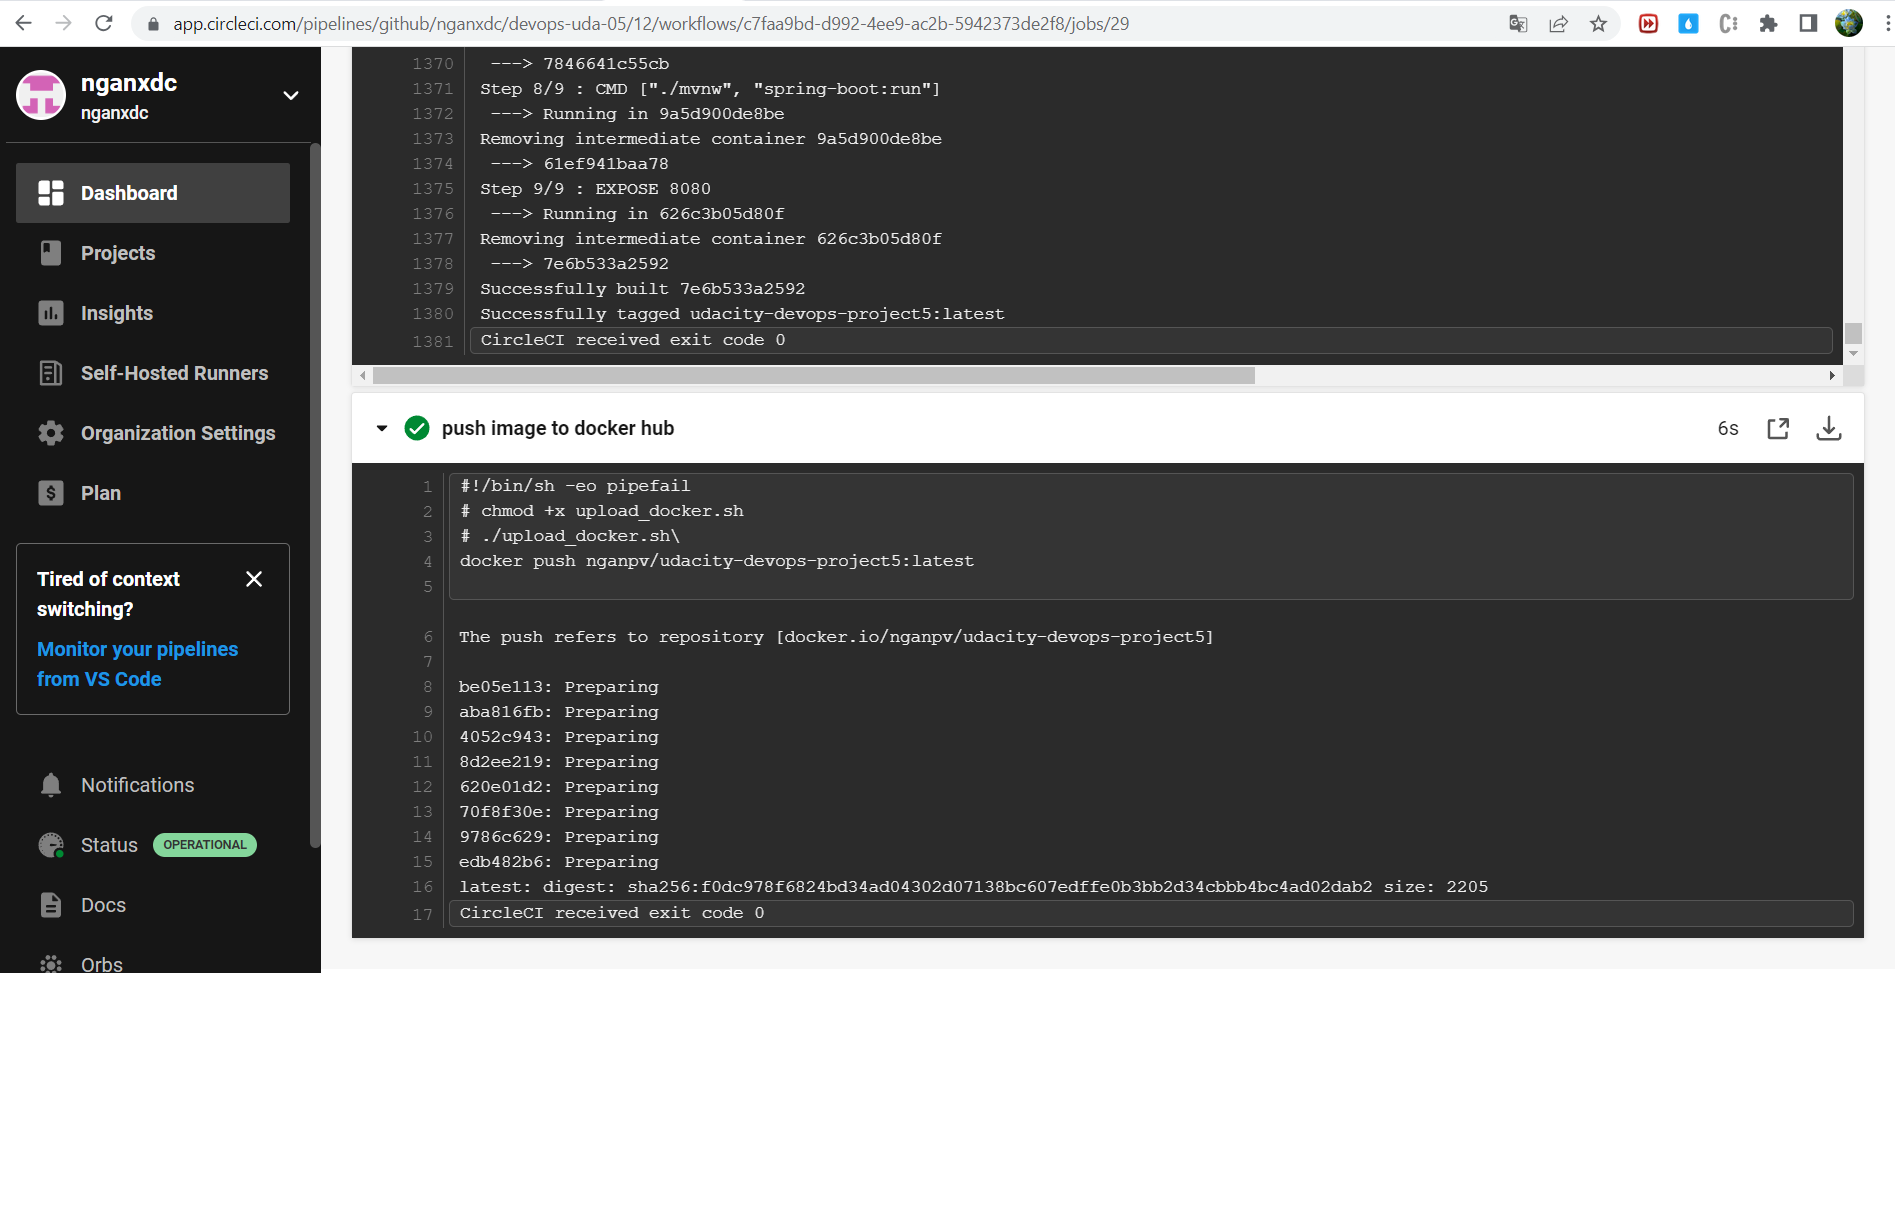 app.circleci.com/pipelines/github/nganxdc/devops-uda-05/12/workflows/c7faa9bd-d992-4ee9-ac2b-5942373de2f8/jobs/29
nganxdc
nganxdc
Dashboard
Projects
Insights
Self-Hosted Runners
Organization Settings
Plan
Tired of context
switching?
Monitor your pipelines
from VS Code
Notifications
Status OPERATIONAL
Docs
Orbs
1370 ---> 7846641c55cb
1371 Step 8/9 : CMD ["./mvnw", "spring-boot:run"]
1372 ---> Running in 9a5d900de8be
1373 Removing intermediate container 9a5d900de8be
1374 ---> 61ef941baa78
1375 Step 9/9 : EXPOSE 8080
1376 ---> Running in 626c3b05d80f
1377 Removing intermediate container 626c3b05d80f
1378 ---> 7e6b533a2592
1379 Successfully built 7e6b533a2592
1380 Successfully tagged udacity-devops-project5:latest
1381 CircleCI received exit code 0
push image to docker hub 6s
1 #!/bin/sh -eo pipefail
2 # chmod +x upload_docker.sh
3 # ./upload_docker.sh\
4 docker push nganpv/udacity-devops-project5:latest
5
6 The push refers to repository [docker.io/nganpv/udacity-devops-project5]
7
8 be05e113: Preparing
9 aba816fb: Preparing
10 4052c943: Preparing
11 8d2ee219: Preparing
12 620e01d2: Preparing
13 70f8f30e: Preparing
14 9786c629: Preparing
15 edb482b6: Preparing
16 latest: digest: sha256:f0dc978f6824bd34ad04302d07138bc607edffe0b3bb2d34cbbb4bc4ad02dab2 size: 2205
17 CircleCI received exit code 0